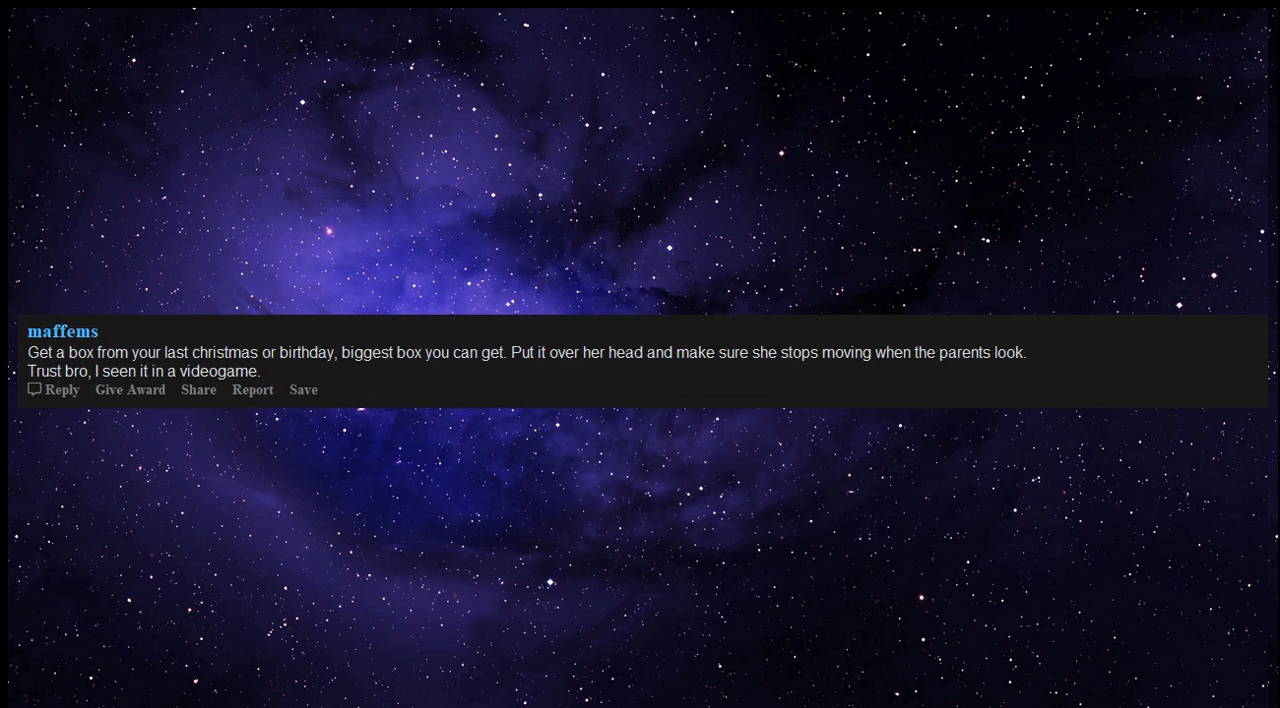 maffems
Get a box from your last christmas or birthday, biggest box you can get. Put it over her head and make sure she stops moving when the parents look.
Trust bro, I seen it in a videogame.
Reply Give Award Share Report Save